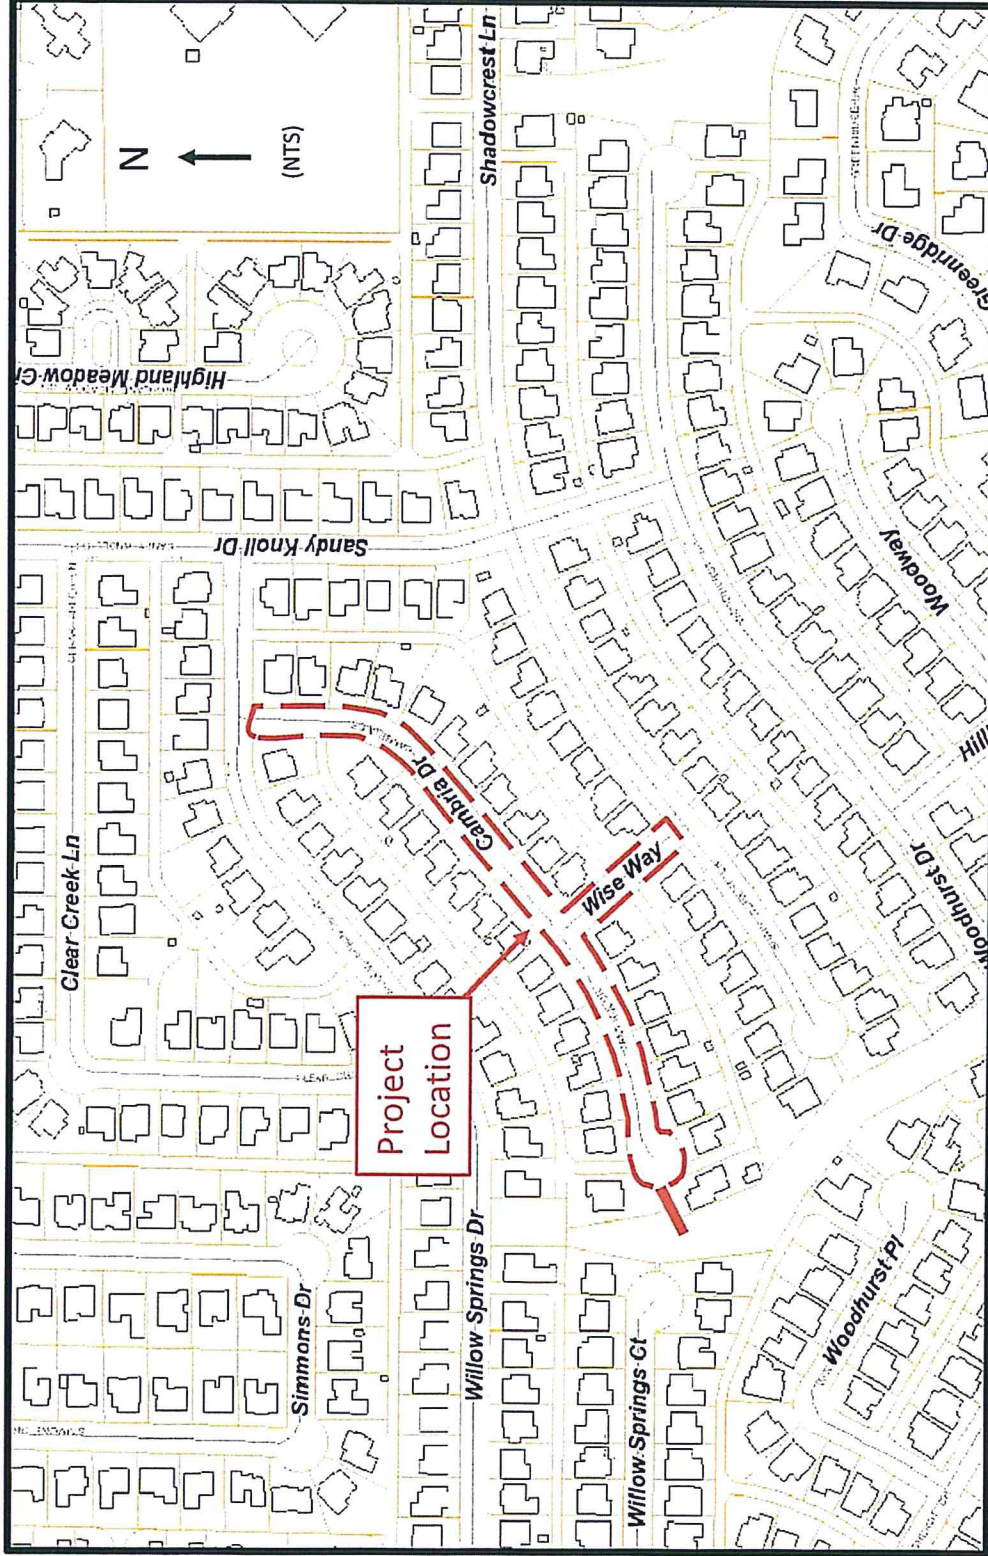 Shadowcrest Ln
N
(NTS)
Greenridge Dr
Highland Meadow
Sandy Knoll Dr
Woodway
Hill
Cambria Dr
Clear Creek Ln
Wise Way
Woodhurst Dr
Project
Location
Simmons Dr
Willow Springs Dr
Willow Springs Ct
Woodhurst Pl